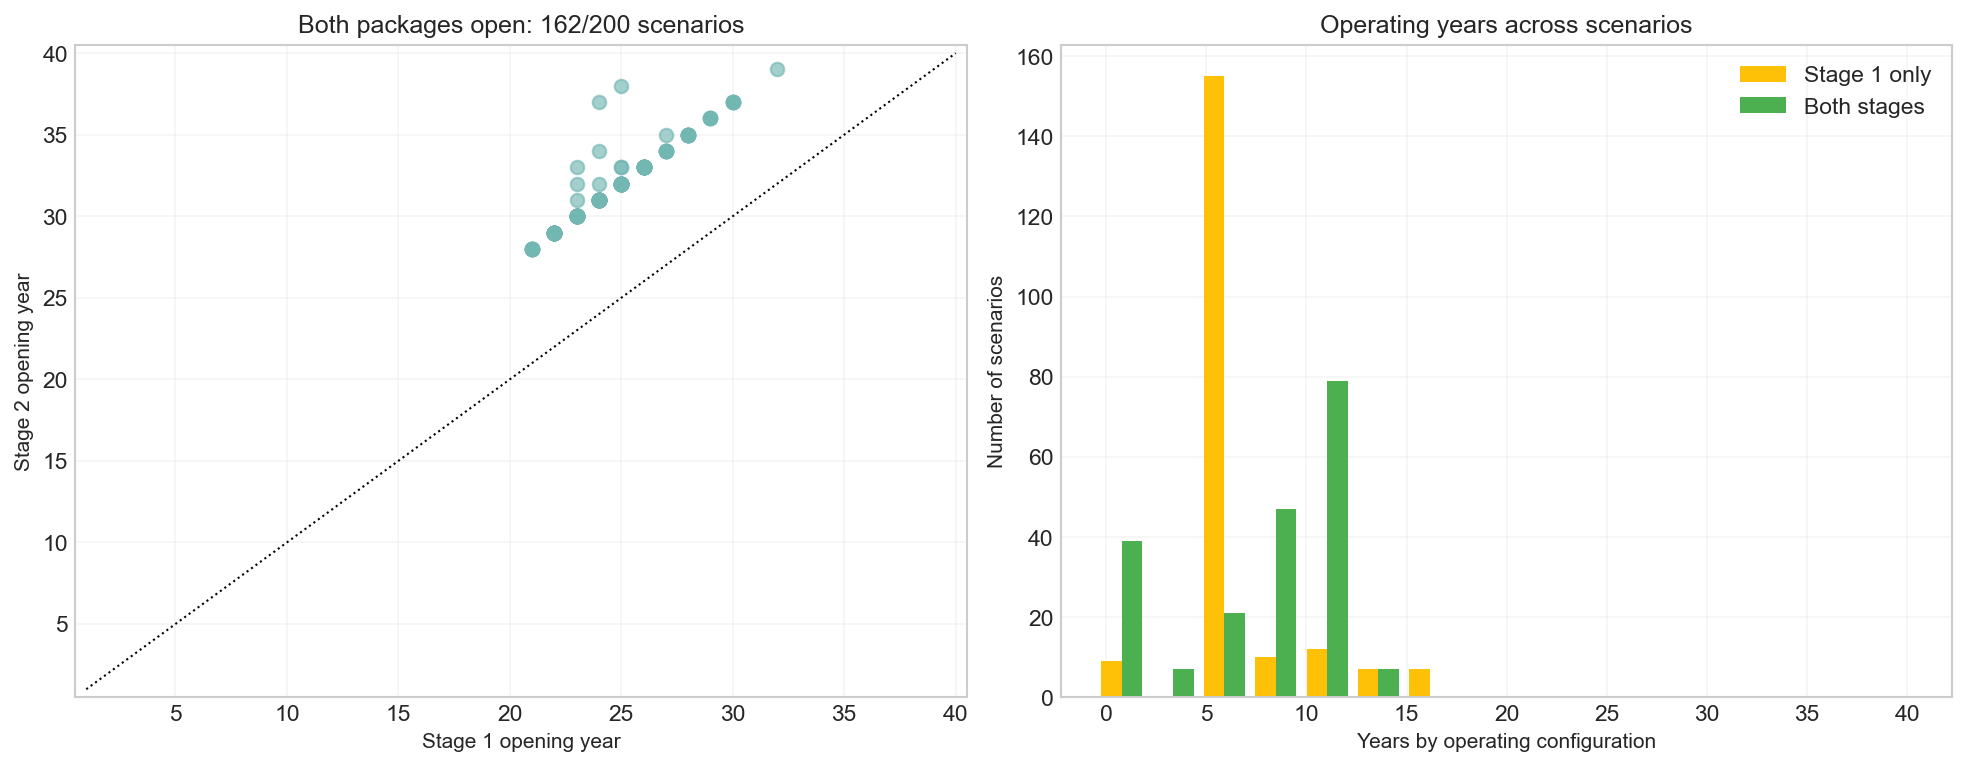 Both packages open: 162/200 scenarios
40
35
30
25
20
15
10
5
Stage 2 opening year
5 10 15 20 25 30 35 40
Stage 1 opening year
Operating years across scenarios
160
140
120
100
80
60
40
20
0
Number of scenarios
Stage 1 only
Both stages
0 5 10 15 20 25 30 35 40
Years by operating configuration